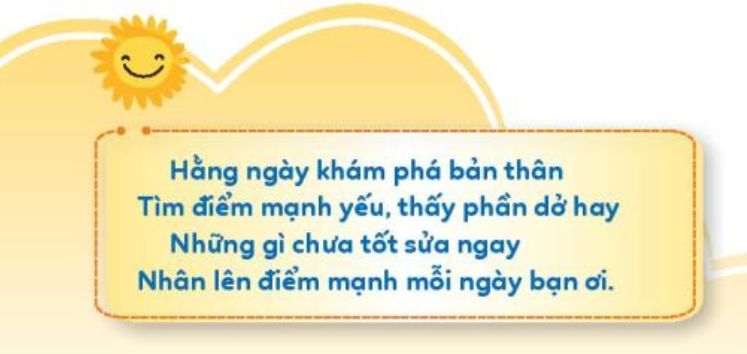 Hằng ngày khám phá bản thân
Tìm điểm mạnh yếu, thấy phần dở hay
Những gì chưa tốt sửa ngay
Nhân lên điểm mạnh mỗi ngày bạn ơi.